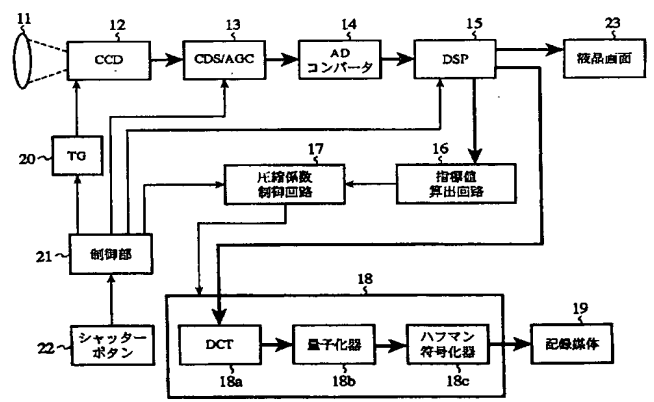 11
12
13
14
15
23
CCD
CDS/AGC
AD
コンバータ
DSP
液晶画面
20
TG
17
圧縮係数
制御回路
16
指標値
算出回路
21
制御部
22
シャッター
ボタン
18
DCT
18a
量子化器
18b
ハフマン
符号化器
18c
19
記録媒体